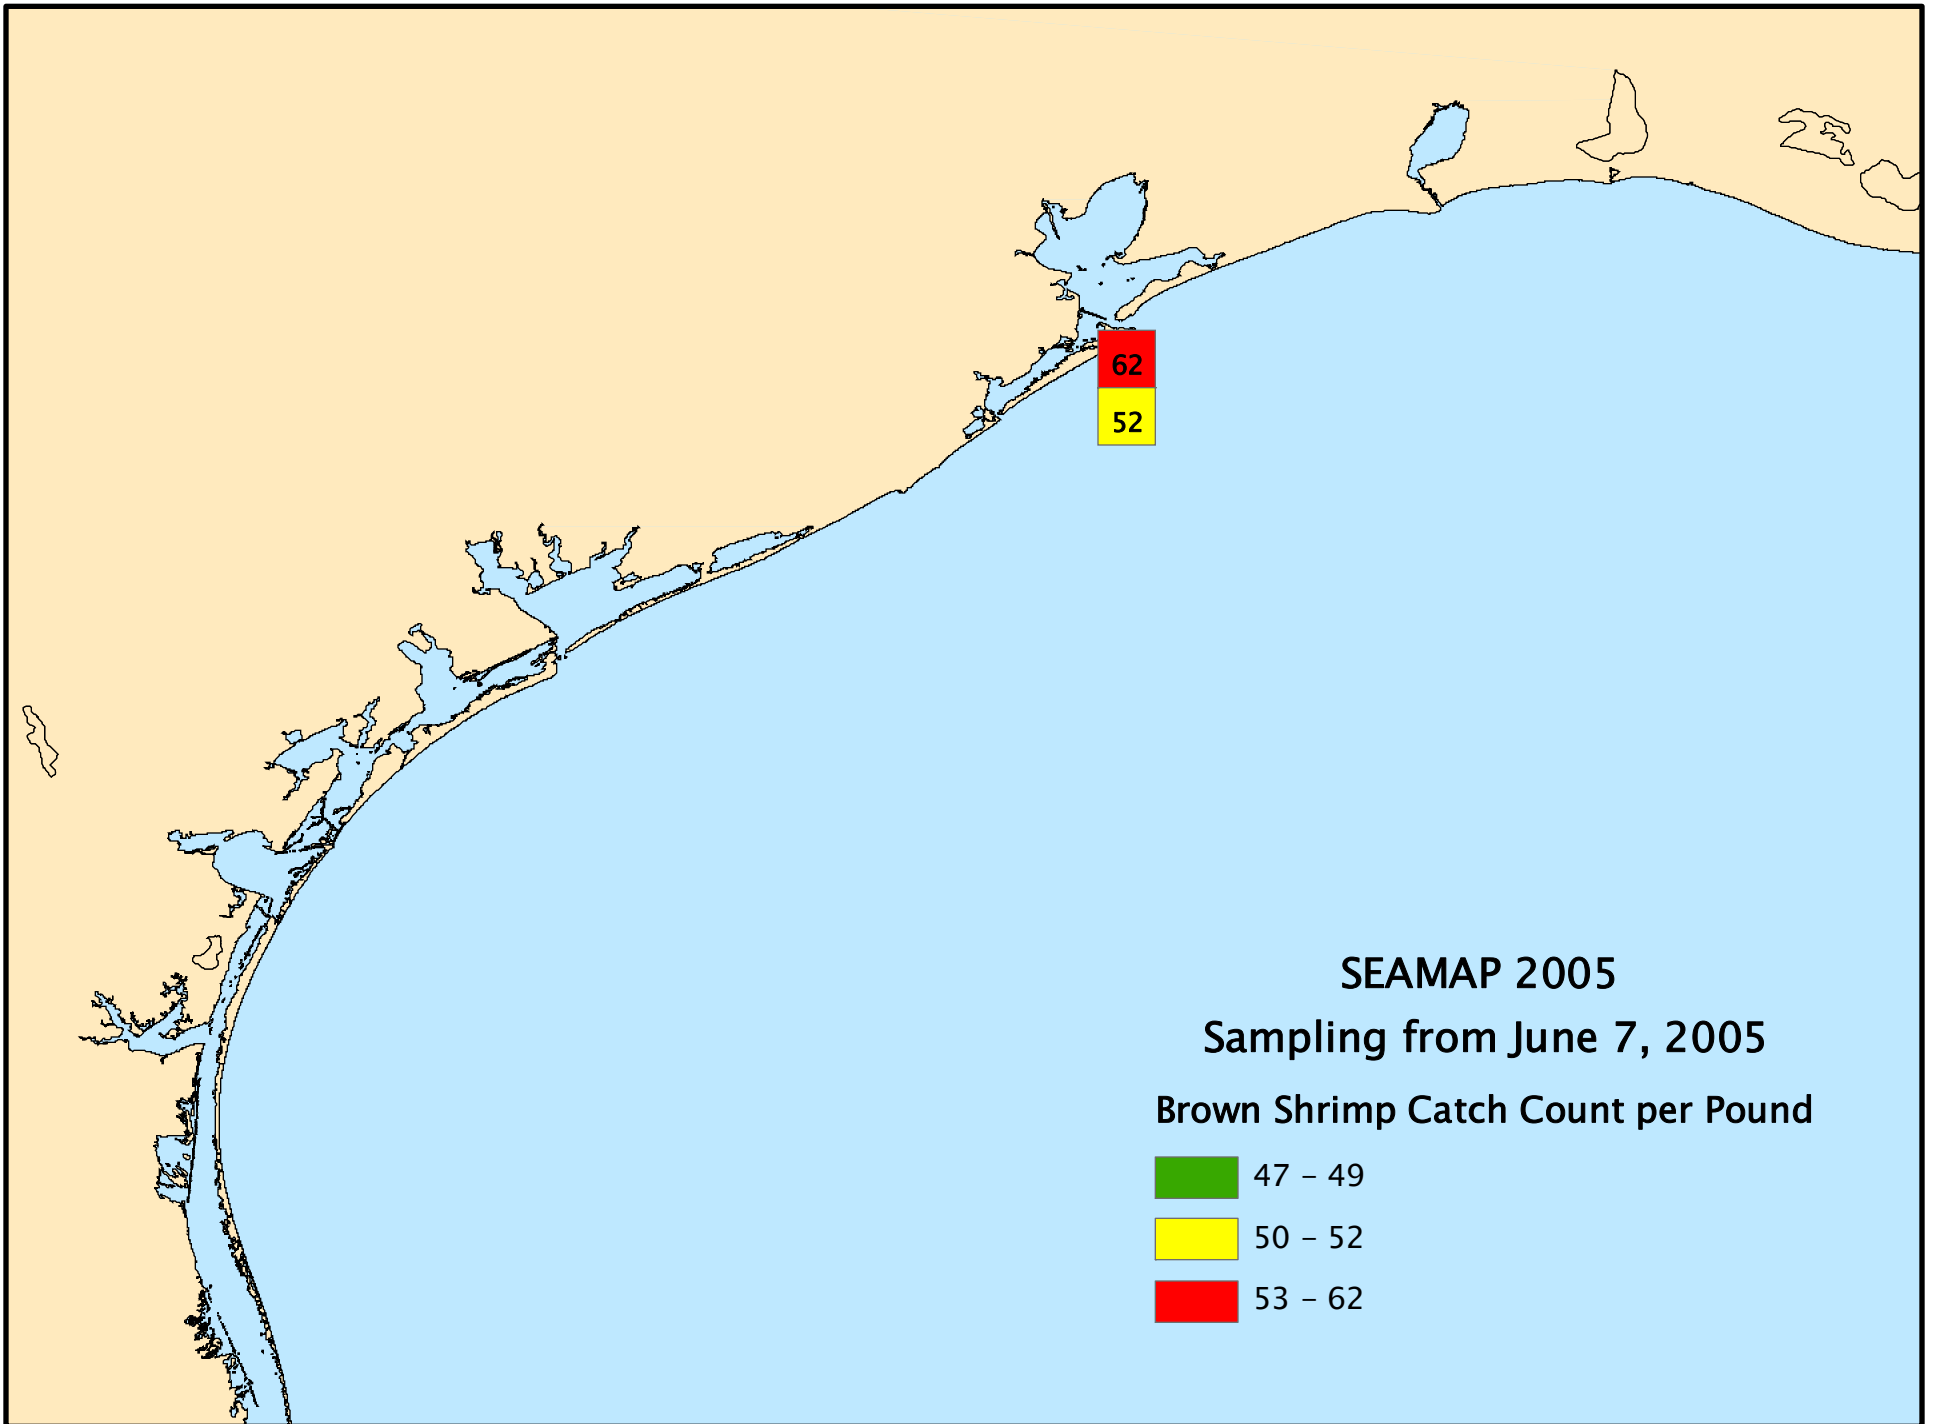 62
52
SEAMAP 2005
Sampling from June 7, 2005
Brown Shrimp Catch Count per Pound
47 - 49
50 - 52
53 - 62